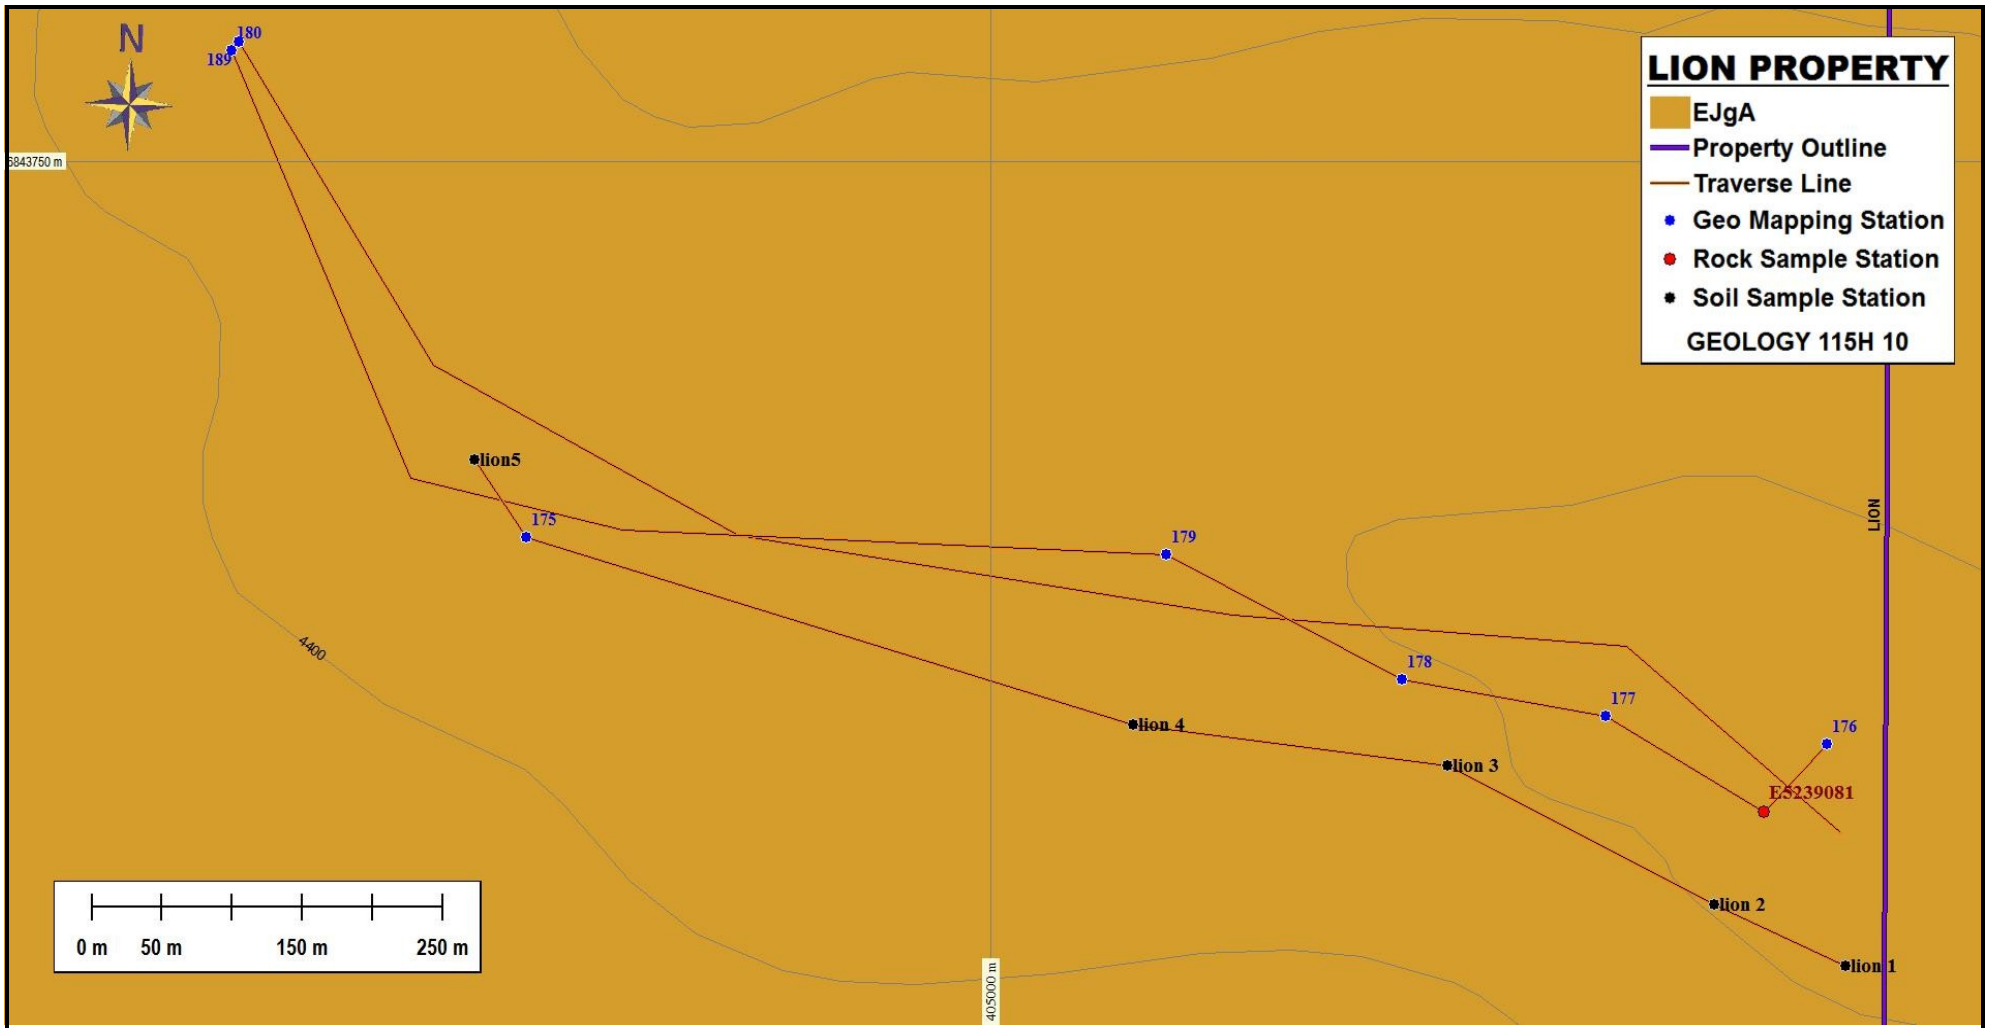 N
180
189
6843750 m
LION PROPERTY
EJgA
Property Outline
Traverse Line
Geo Mapping Station
Rock Sample Station
Soil Sample Station
GEOLOGY 115H 10
lion5
175
179
LION
4400
178
177
176
lion 4
lion 3
E5239081
lion 2
lion 1
0 m 50 m 150 m 250 m
405000 m